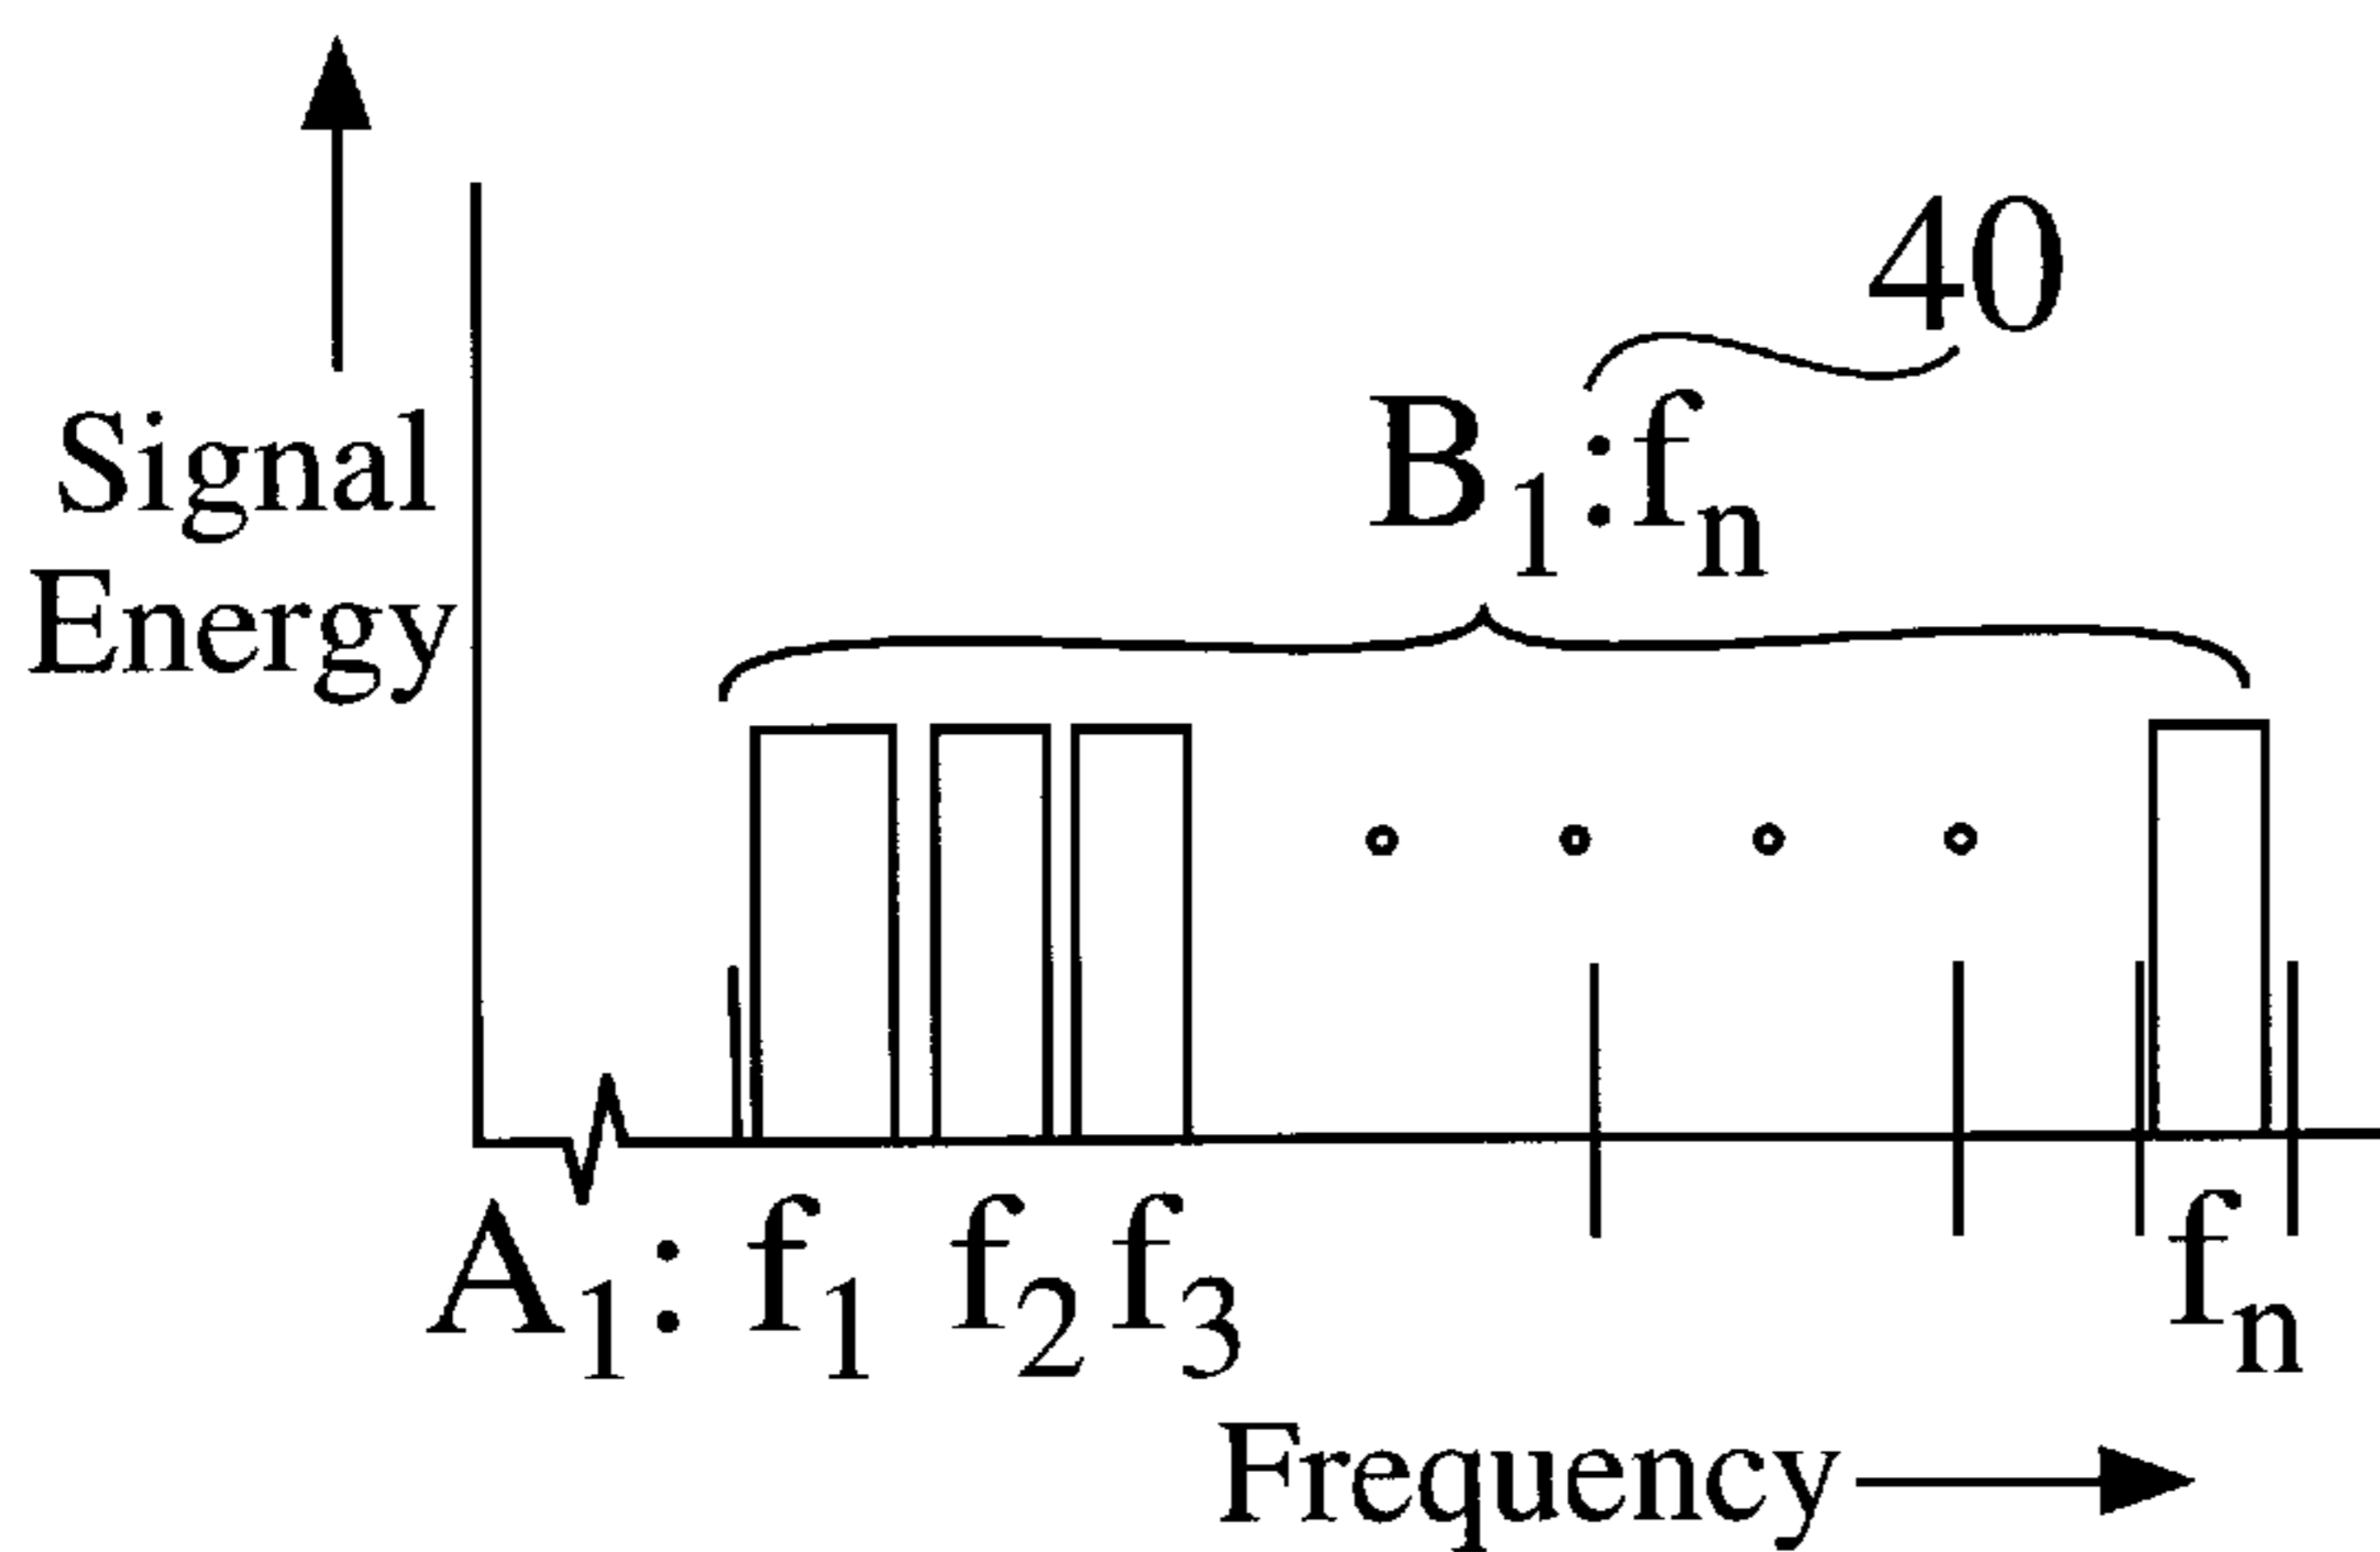 40
B₁:fₙ
Signal
Energy
A₁: f₁ f₂ f₃ fₙ
Frequency